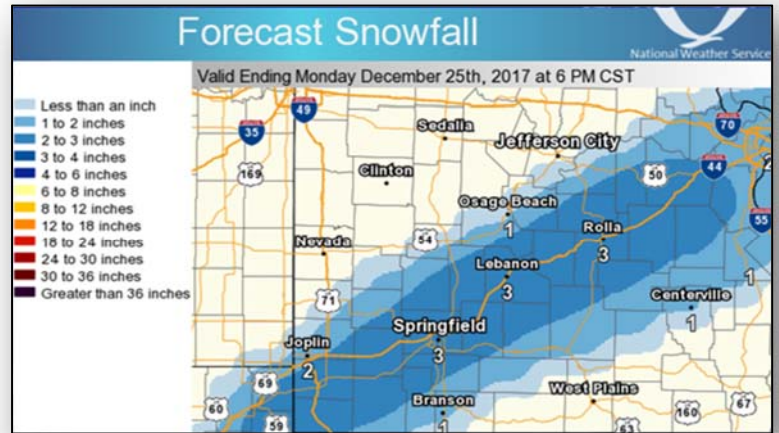 Forecast Snowfall
National Weather Service
Valid Ending Monday December 25th, 2017 at 6 PM CST
Less than an inch
1 to 2 inches
2 to 3 inches
3 to 4 inches
4 to 6 inches
6 to 8 inches
8 to 12 inches
12 to 18 inches
18 to 24 inches
24 to 30 inches
30 to 36 inches
Greater than 36 inches
49
35
Sedalia
70
Jefferson City
169
Clinton
50
44
2
Osage Beach
1
55
Nevada
54
Rolla
3
Lebanon
3
71
1
Centerville
1
Springfield
3
Joplin
2
69
Branson
1
West Plains
60
59
63
160
67